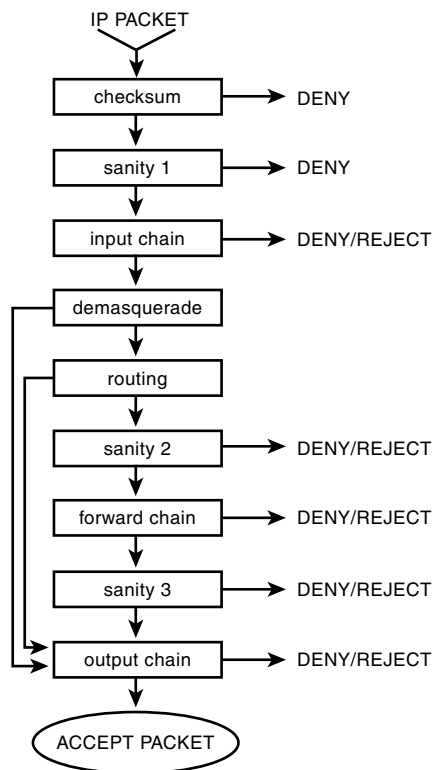 IP PACKET
checksum
DENY
sanity 1
DENY
input chain
DENY/REJECT
demasquerade
routing
sanity 2
DENY/REJECT
forward chain
DENY/REJECT
sanity 3
DENY/REJECT
output chain
DENY/REJECT
ACCEPT PACKET